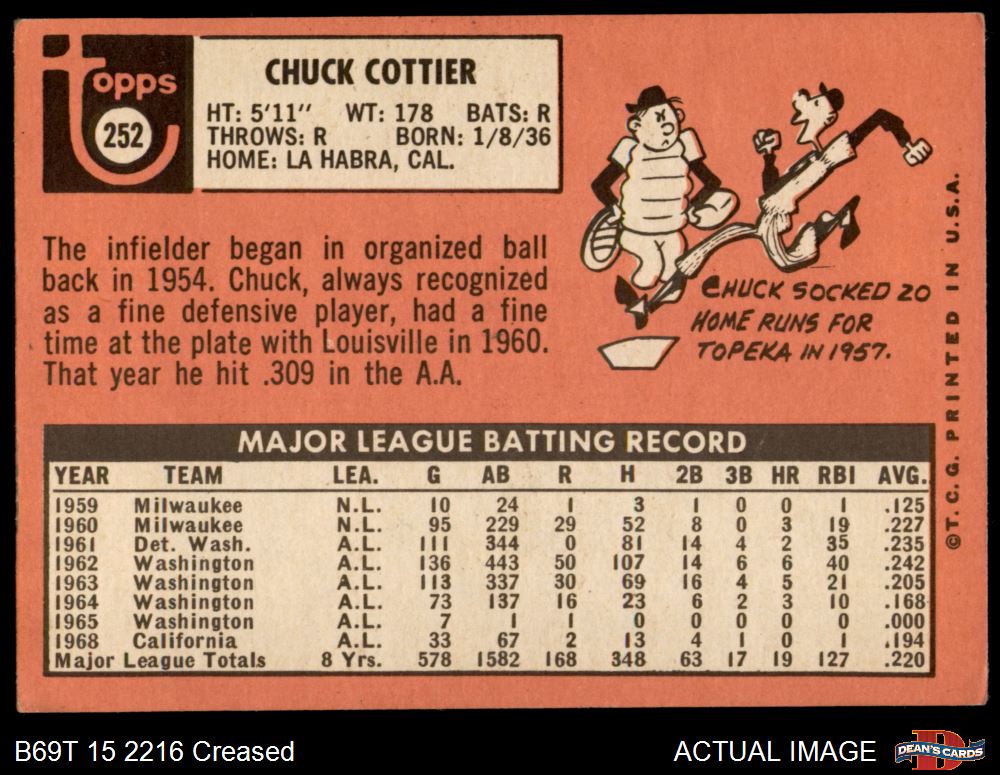 Topps
252
CHUCK COTTIER
HT: 5'11" WT: 178 BATS: R
THROWS: R BORN: 1/8/36
HOME: LA HABRA, CAL.
The infielder began in organized ball
back in 1954. Chuck, always recognized
as a fine defensive player, had a fine
time at the plate with Louisville in 1960.
That year he hit .309 in the A.A.
CHUCK SOCKED 20
HOME RUNS FOR
TOPEKA IN 1957.
©T. C. G. PRINTED IN U.S.A.
MAJOR LEAGUE BATTING RECORD
YEAR TEAM LEA. G AB R H 2B 3B HR RBI AVG.
1959 Milwaukee N.L. 10 24 1 3 1 0 0 1 .125
1960 Milwaukee N.L. 95 229 29 52 8 0 3 19 .227
1961 Det. Wash. A.L. 111 344 0 81 14 4 2 35 .235
1962 Washington A.L. 136 443 50 107 14 6 6 40 .242
1963 Washington A.L. 113 337 30 69 16 4 5 21 .205
1964 Washington A.L. 73 137 16 23 6 2 3 10 .168
1965 Washington A.L. 7 1 1 0 0 0 0 0 .000
1968 California A.L. 33 67 2 13 4 1 0 1 .194
Major League Totals 8 Yrs. 578 1582 168 348 63 17 19 127 .220
B69T 15 2216 Creased
ACTUAL IMAGE
D
DEAN'S CARDS